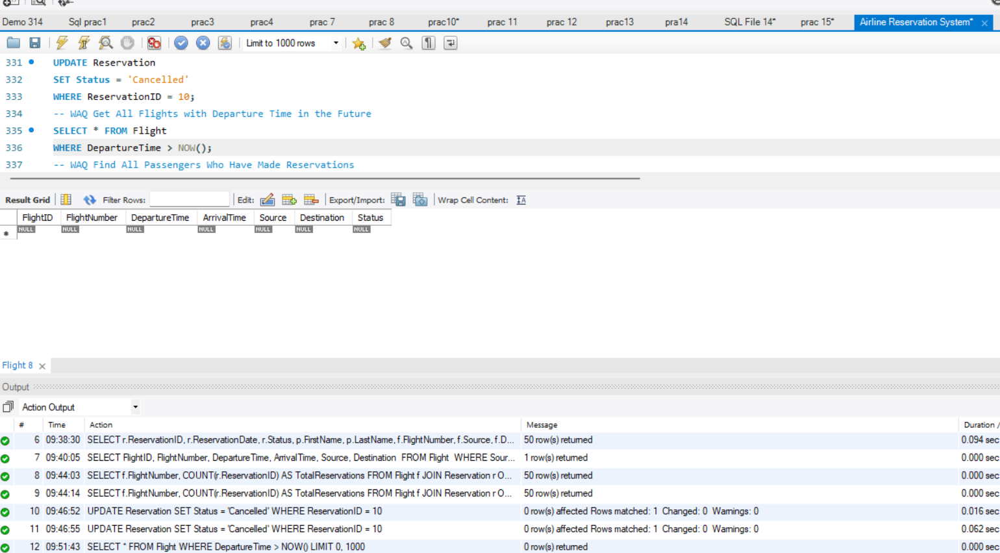 Demo 314 Sql prac1 prac2 prac3 prac4 prac 7 prac 8 prac10* prac 11 prac 12 prac13 pra14 SQL File 14* prac 15* Airline Reservation System*
Limit to 1000 rows
331 UPDATE Reservation
332 SET Status = 'Cancelled'
333 WHERE ReservationID = 10;
334 -- WAQ Get All Flights with Departure Time in the Future
335 SELECT * FROM Flight
336 WHERE DepartureTime > NOW();
337 -- WAQ Find All Passengers Who Have Made Reservations
Result Grid Filter Rows: Edit: Export/Import: Wrap Cell Content:
FlightID FlightNumber DepartureTime ArrivalTime Source Destination Status
NULL NULL NULL NULL NULL NULL NULL
Flight 8
Output
Action Output
# Time Action Message Duration /
6 09:38:30 SELECT r.ReservationID, r.ReservationDate, r.Status, p.FirstName, p.LastName, f.FlightNumber, f.Source, f.D... 50 row(s) returned 0.094 sec
7 09:40:05 SELECT FlightID, FlightNumber, DepartureTime, ArrivalTime, Source, Destination FROM Flight WHERE Sour... 1 row(s) returned 0.000 sec
8 09:44:03 SELECT f.FlightNumber, COUNT(r.ReservationID) AS TotalReservations FROM Flight f JOIN Reservation r O... 50 row(s) returned 0.000 sec
9 09:44:14 SELECT f.FlightNumber, COUNT(r.ReservationID) AS TotalReservations FROM Flight f JOIN Reservation r O... 50 row(s) returned 0.000 sec
10 09:46:52 UPDATE Reservation SET Status = 'Cancelled' WHERE ReservationID = 10 0 row(s) affected Rows matched: 1 Changed: 0 Warnings: 0 0.016 sec
11 09:46:55 UPDATE Reservation SET Status = 'Cancelled' WHERE ReservationID = 10 0 row(s) affected Rows matched: 1 Changed: 0 Warnings: 0 0.062 sec
12 09:51:43 SELECT * FROM Flight WHERE DepartureTime > NOW() LIMIT 0, 1000 0 row(s) returned 0.000 sec